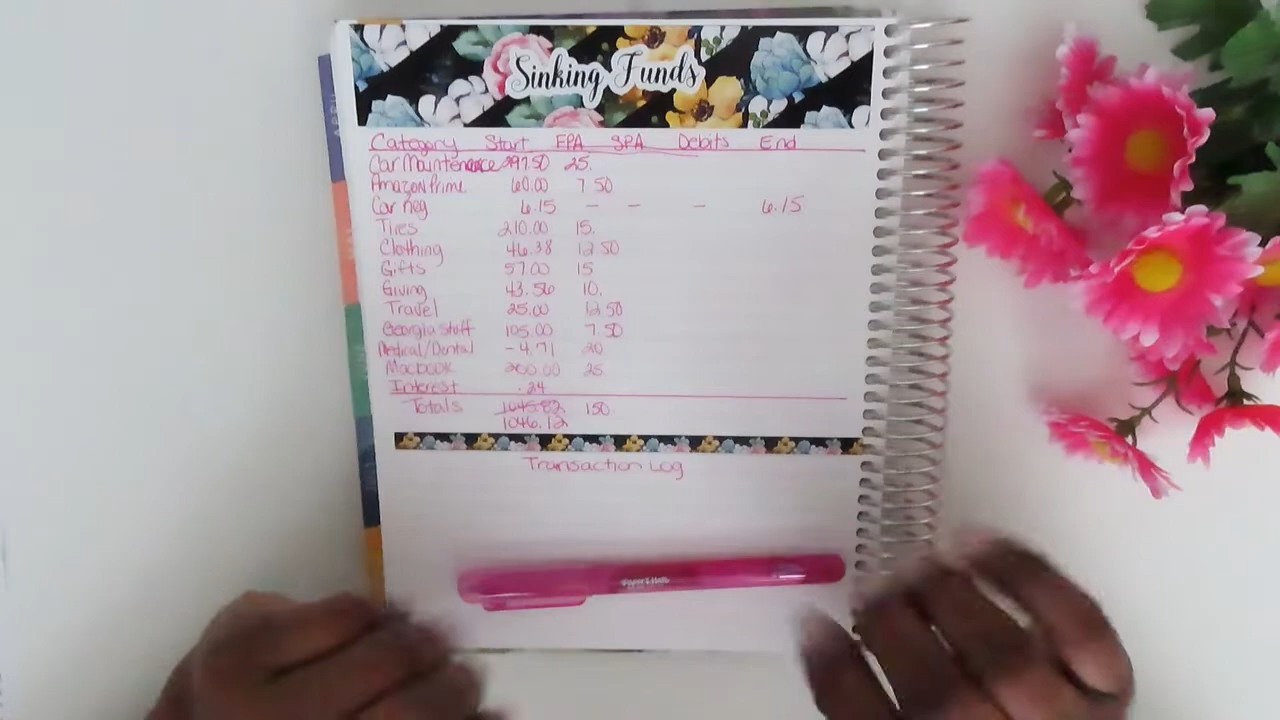 Sinking Funds
Category Start EPA SPA Debits End
Car Maintenence 297.50 25.
Amazon Prime 60.00 7 50
Car neg 6.15 - - - 6.15
Tires 210.00 15.
Clothing 46.38 12 50
Gifts 57.00 15
Giving 43.56 10.
Travel 25.00 12 50
Georgia Stuff 105.00 7 50
Medical/Dental -4.71 20
Macbook 200.00 25
Interest .24
Totals 1045.82 150
1046.12
Transaction Log